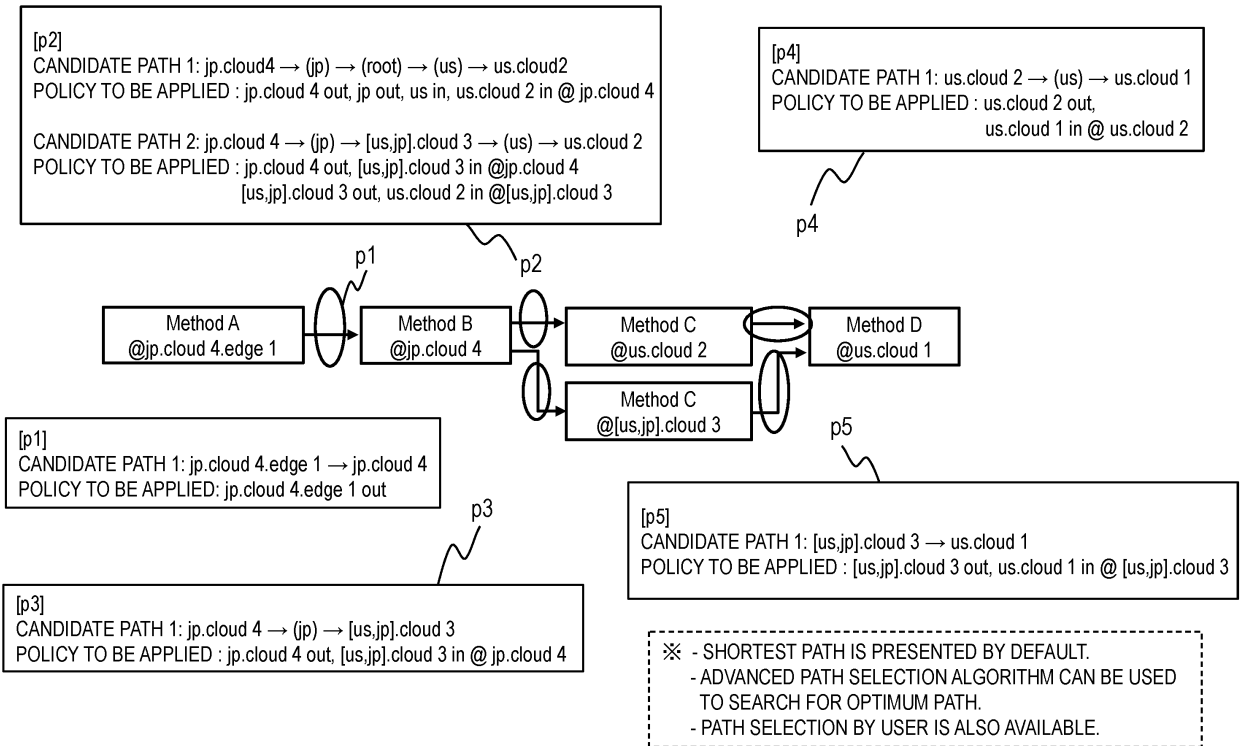 [p2]
CANDIDATE PATH 1: jp.cloud4 → (jp) → (root) → (us) → us.cloud2
POLICY TO BE APPLIED : jp.cloud 4 out, jp out, us in, us.cloud 2 in @ jp.cloud 4
CANDIDATE PATH 2: jp.cloud 4 → (jp) → [us,jp].cloud 3 → (us) → us.cloud 2
POLICY TO BE APPLIED : jp.cloud 4 out, [us,jp].cloud 3 in @jp.cloud 4
[us,jp].cloud 3 out, us.cloud 2 in @[us,jp].cloud 3
[p4]
CANDIDATE PATH 1: us.cloud 2 → (us) → us.cloud 1
POLICY TO BE APPLIED : us.cloud 2 out,
us.cloud 1 in @ us.cloud 2
p4
p1
p2
Method A
@jp.cloud 4.edge 1
Method B
@jp.cloud 4
Method C
@us.cloud 2
Method D
@us.cloud 1
Method C
@[us,jp].cloud 3
[p1]
CANDIDATE PATH 1: jp.cloud 4.edge 1 → jp.cloud 4
POLICY TO BE APPLIED: jp.cloud 4.edge 1 out
p5
p3
[p5]
CANDIDATE PATH 1: [us,jp].cloud 3 → us.cloud 1
POLICY TO BE APPLIED : [us,jp].cloud 3 out, us.cloud 1 in @ [us,jp].cloud 3
[p3]
CANDIDATE PATH 1: jp.cloud 4 → (jp) → [us,jp].cloud 3
POLICY TO BE APPLIED : jp.cloud 4 out, [us,jp].cloud 3 in @ jp.cloud 4
※ - SHORTEST PATH IS PRESENTED BY DEFAULT.
- ADVANCED PATH SELECTION ALGORITHM CAN BE USED
TO SEARCH FOR OPTIMUM PATH.
- PATH SELECTION BY USER IS ALSO AVAILABLE.